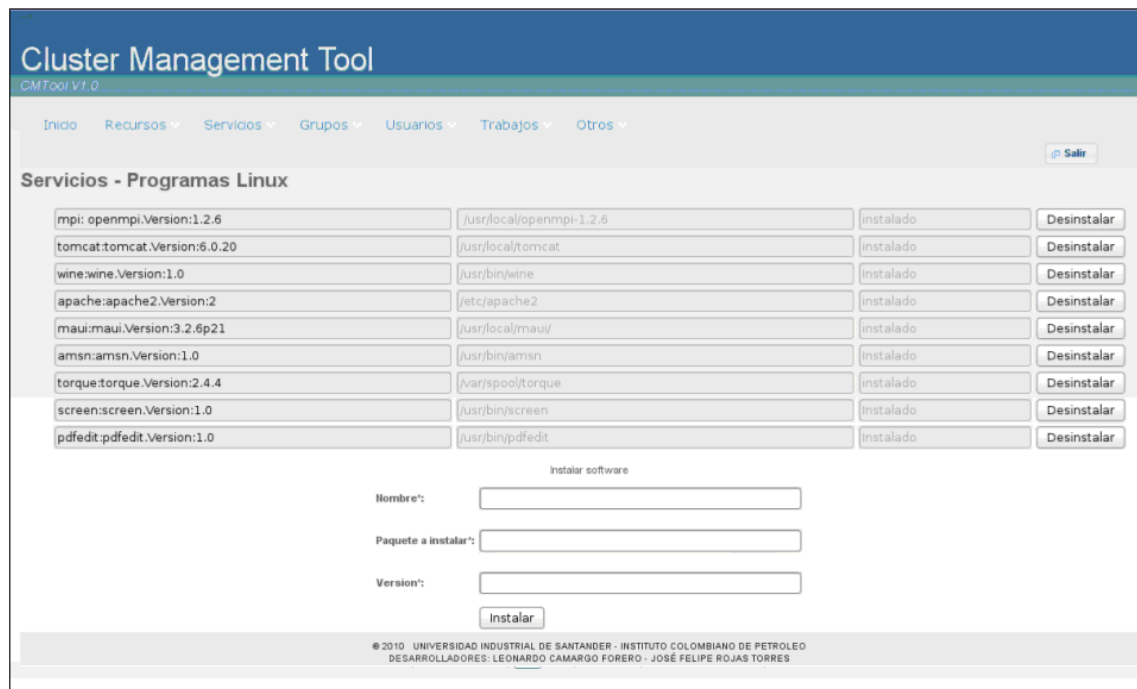 Cluster Management Tool
CMTool V1.0
Inicio Recursos Servicios Grupos Usuarios Trabajos Otros
Salir
Servicios - Programas Linux
mpi: openmpi.Version:1.2.6 /usr/local/openmpi-1.2.6 instalado Desinstalar
tomcat:tomcat.Version:6.0.20 /usr/local/tomcat instalado Desinstalar
wine:wine.Version:1.0 /usr/bin/wine Instalado Desinstalar
apache:apache2.Version:2 /etc/apache2 instalado Desinstalar
maui:maui.Version:3.2.6p21 /usr/local/maui/ instalado Desinstalar
amsn:amsn.Version:1.0 /usr/bin/amsn Instalado Desinstalar
torque:torque.Version:2.4.4 /var/spool/torque instalado Desinstalar
screen:screen.Version:1.0 /usr/bin/screen Instalado Desinstalar
pdfedit:pdfedit.Version:1.0 /usr/bin/pdfedit Instalado Desinstalar
Instalar software
Nombre*:
Paquete a instalar*:
Version*:
Instalar
© 2010 UNIVERSIDAD INDUSTRIAL DE SANTANDER - INSTITUTO COLOMBIANO DE PETROLEO
DESARROLLADORES: LEONARDO CAMARGO FORERO - JOSÉ FELIPE ROJAS TORRES